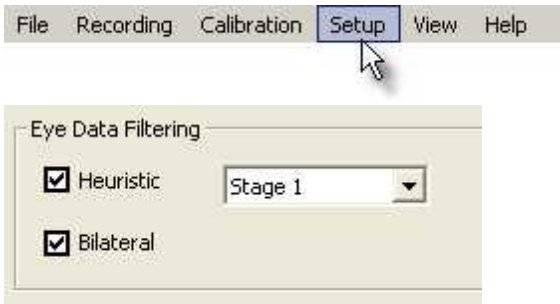 File Recording Calibration Setup View Help
Eye Data Filtering
Heuristic Stage 1
Bilateral